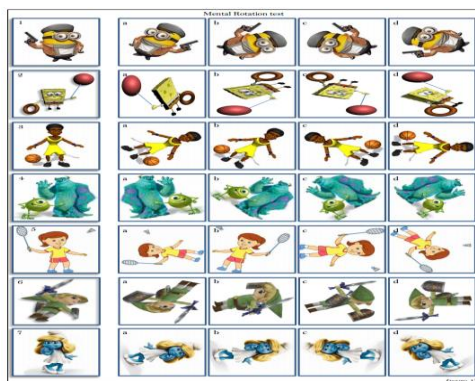 Mental Rotation test
1 a b c d
2 a b c d
3 a b c d
4 a b c d
5 a b c d
6 a b c d
7 a b c d